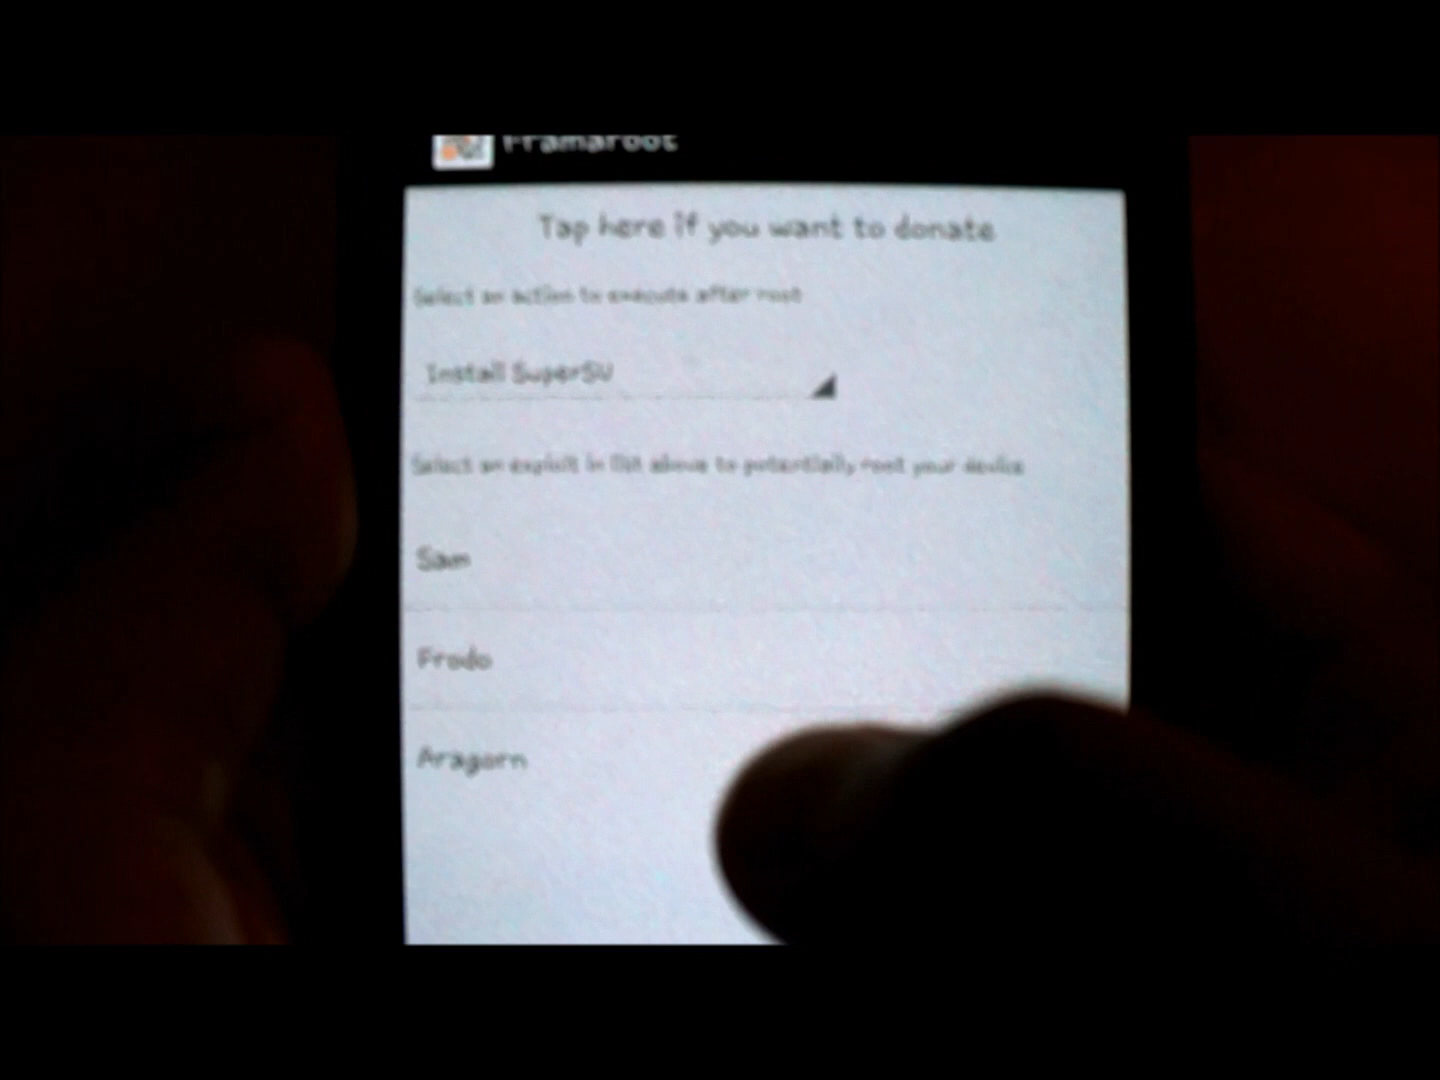 Framaroot
Tap here if you want to donate
Select an action to execute after root
Install SuperSU
Select an exploit in list above to potentially root your device
Sam
Frodo
Aragorn